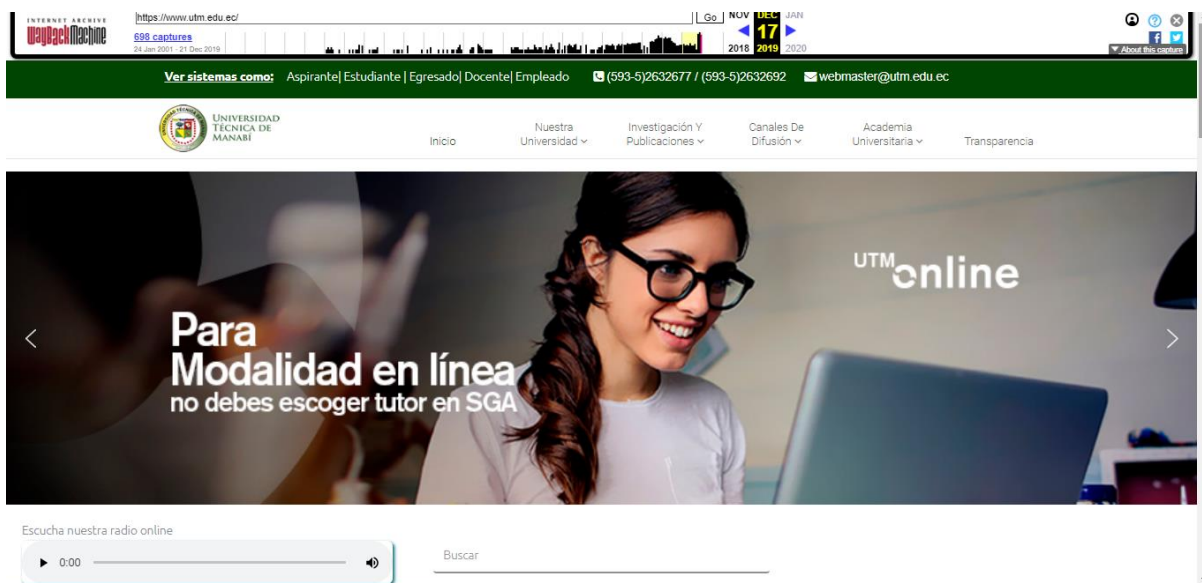 INTERNET ARCHIVE
WayBackMachine
https://www.utm.edu.ec/
Go
NOV DEC JAN
17
2018 2019 2020
698 captures
24 Jan 2001 - 21 Dec 2019
▼ About this capture
Ver sistemas como: Aspirante| Estudiante | Egresado| Docente| Empleado (593-5)2632677 / (593-5)2632692 webmaster@utm.edu.ec
UNIVERSIDAD
TÉCNICA DE
MANABÍ
Inicio
Nuestra
Universidad
Investigación Y
Publicaciones
Canales De
Difusión
Academia
Universitaria
Transparencia
UTM online
Para
Modalidad en línea
no debes escoger tutor en SGA
Escucha nuestra radio online
0:00
Buscar